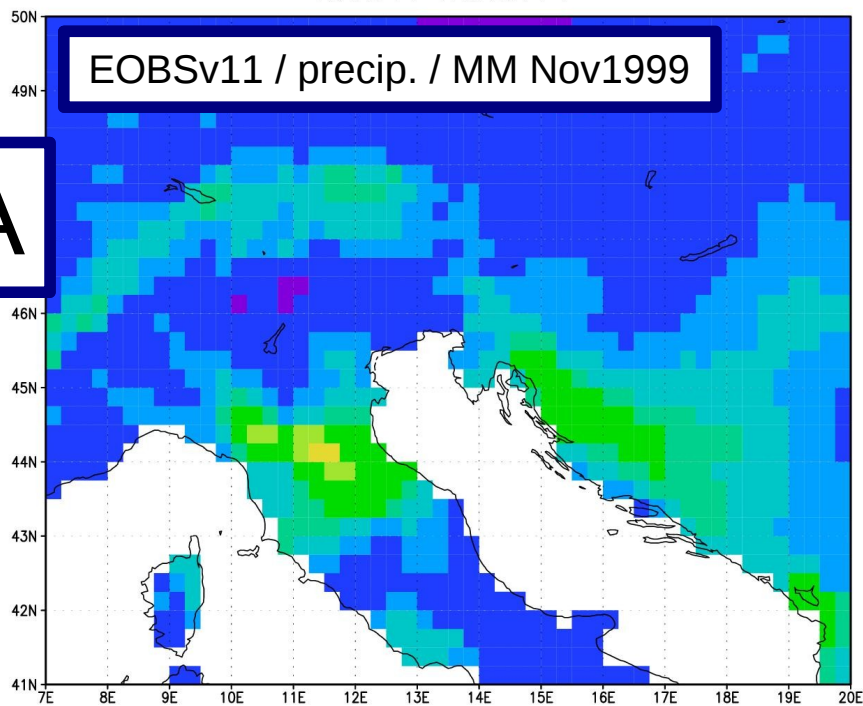 50N
EOBSv11 / precip. / MM Nov1999
49N
A
46N
45N
44N
43N
42N
41N
7E 8E 9E 10E 11E 12E 13E 14E 15E 16E 17E 18E 19E 20E